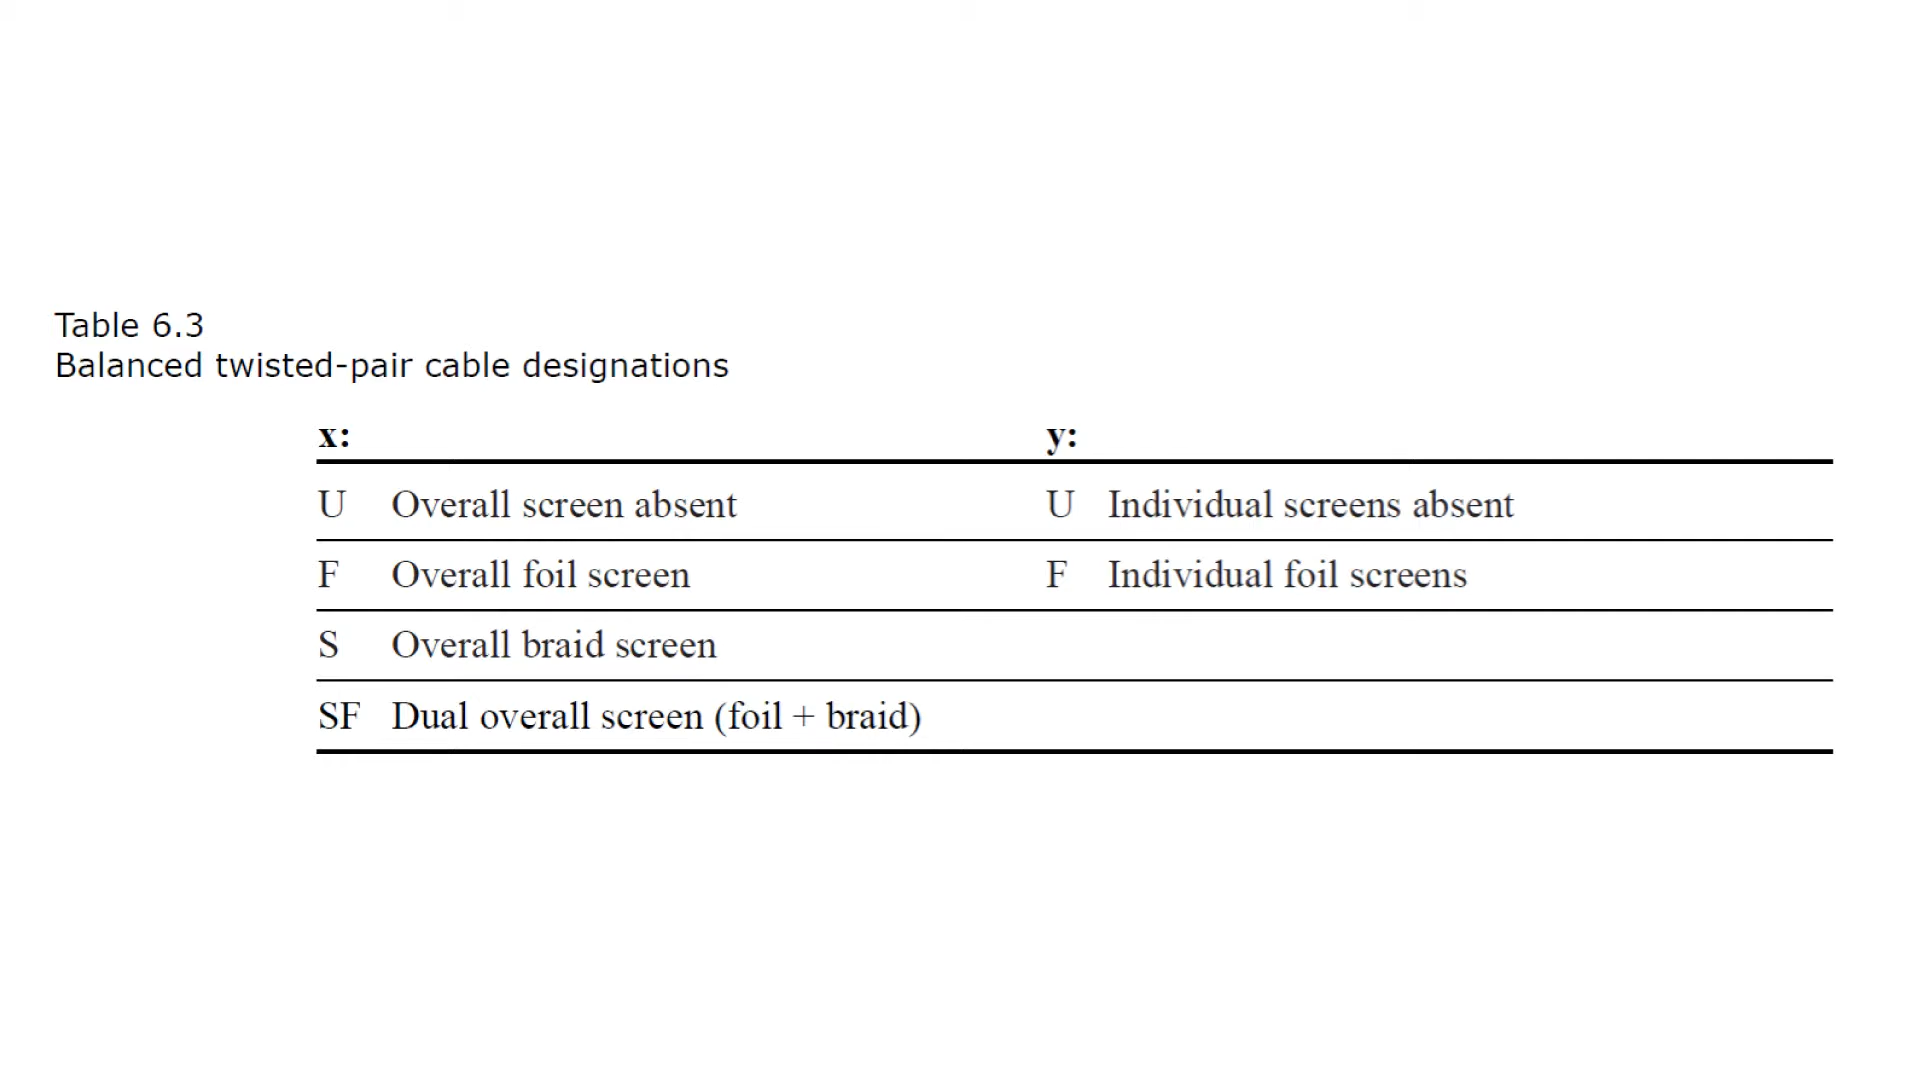 Table 6.3
Balanced twisted-pair cable designations
x: y:
U Overall screen absent U Individual screens absent
F Overall foil screen F Individual foil screens
S Overall braid screen
SF Dual overall screen (foil + braid)